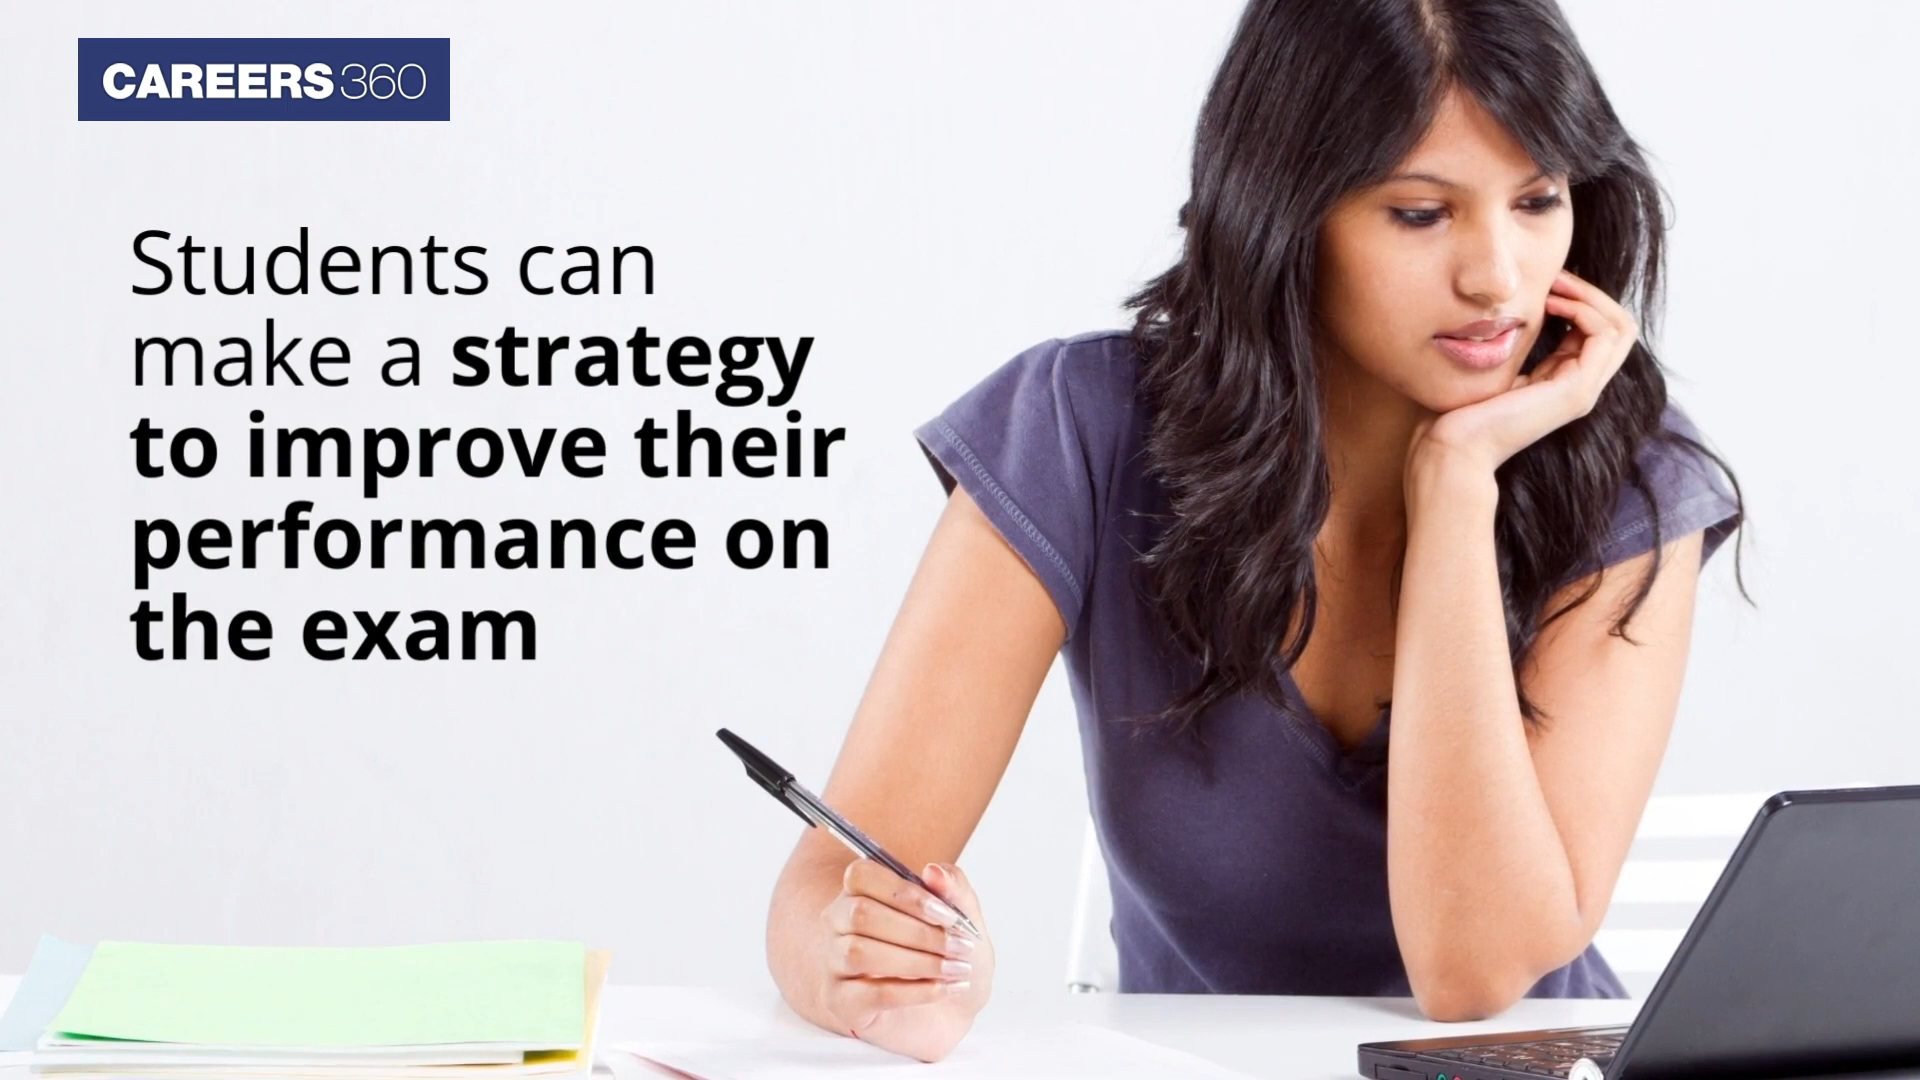 CAREERS360
Students can
make a strategy
to improve their
performance on
the exam